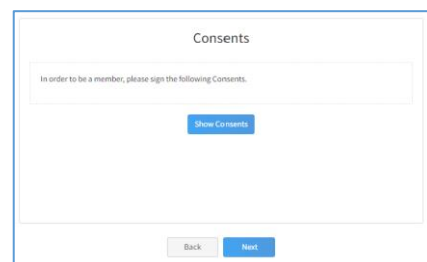 Consents
In order to be a member, please sign the following Consents.
Show Consents
Back Next